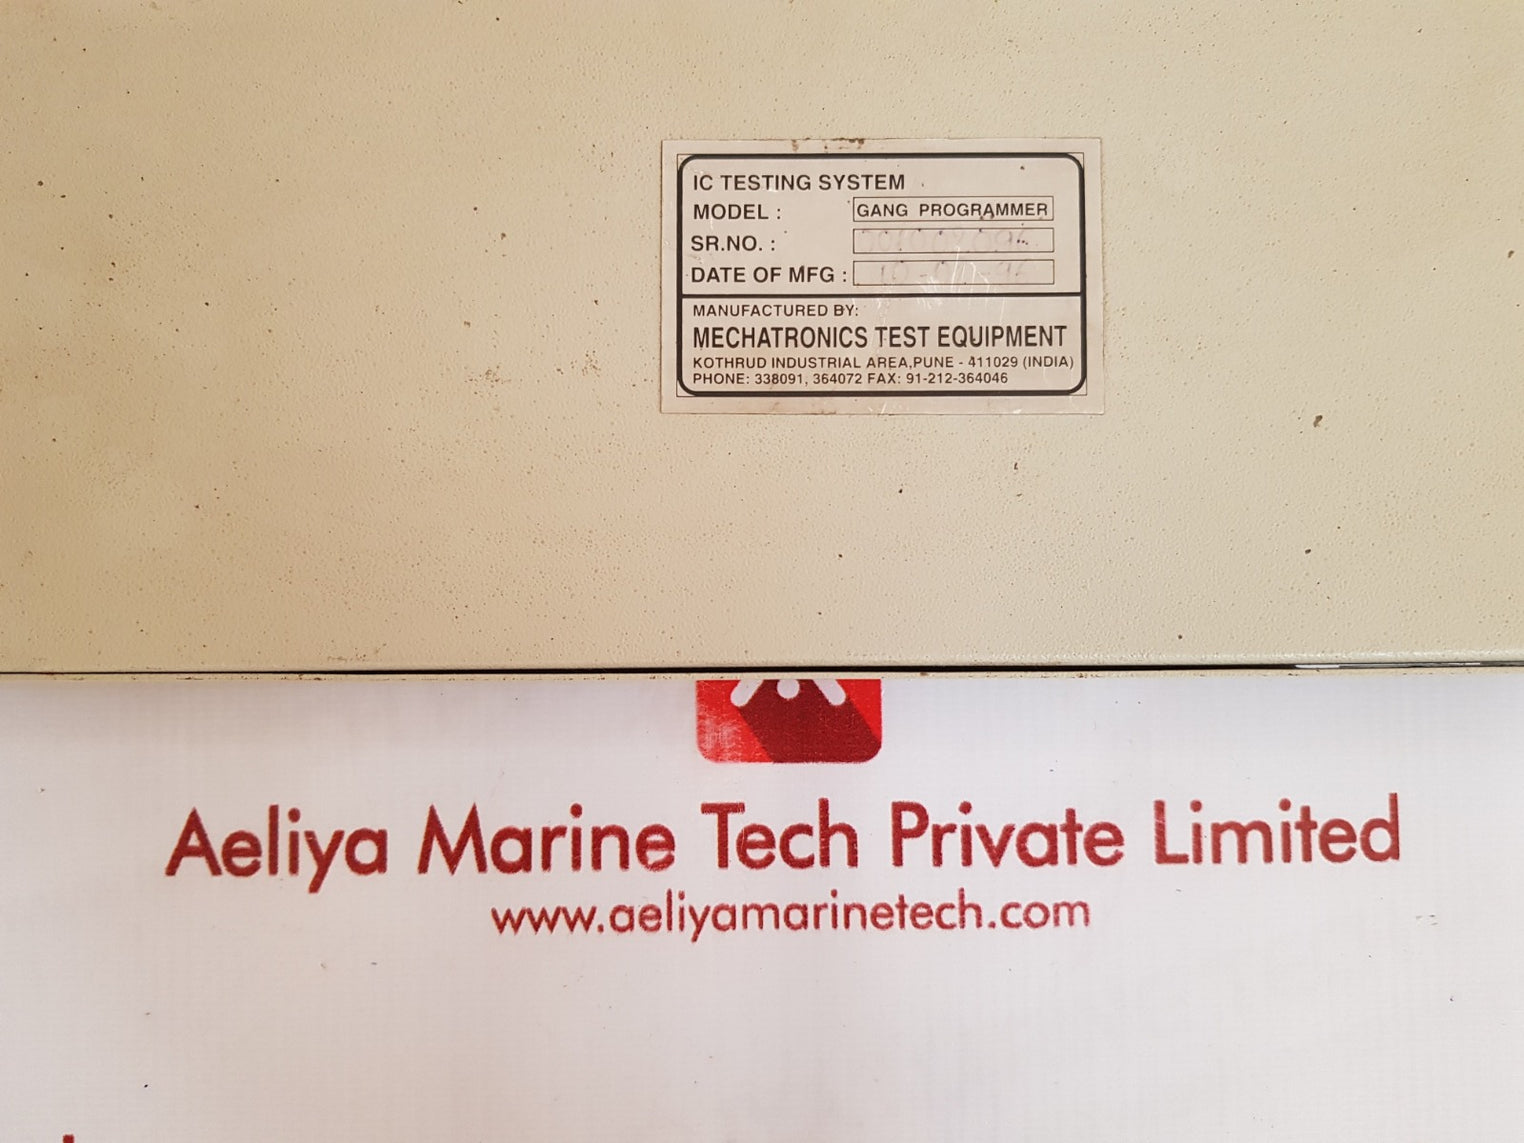 IC TESTING SYSTEM
MODEL : GANG PROGRAMMER
SR.NO. :
DATE OF MFG :
MANUFACTURED BY:
MECHATRONICS TEST EQUIPMENT
KOTHRUD INDUSTRIAL AREA,PUNE - 411029 (INDIA)
PHONE: 338091, 364072 FAX: 91-212-364046
Aeliya Marine Tech Private Limited
www.aeliyamarinetech.com